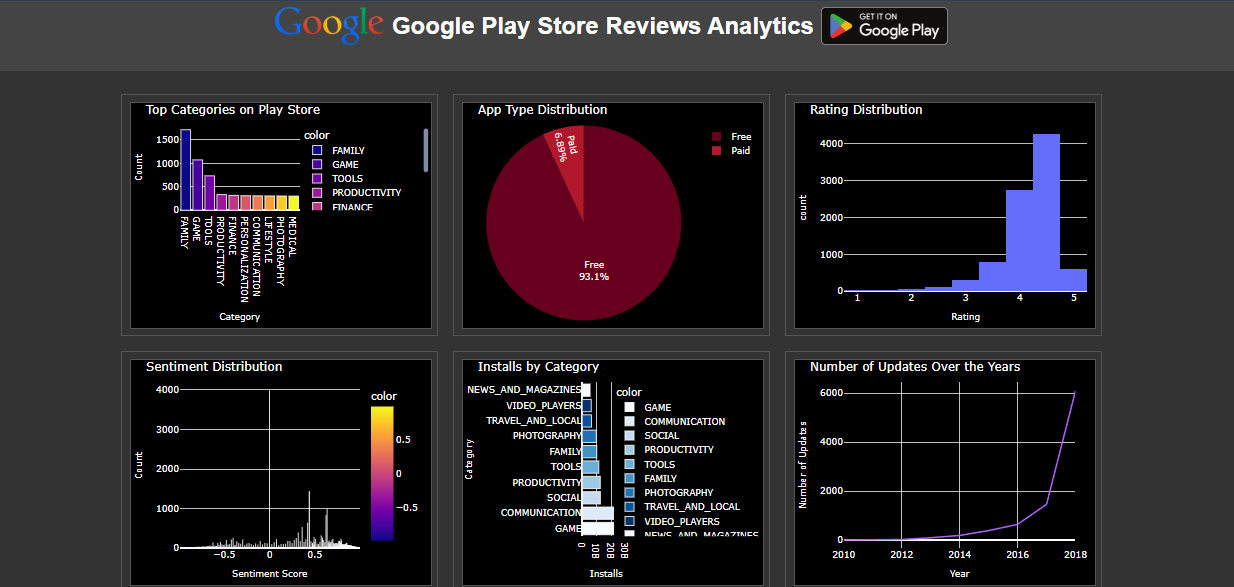 Google Google Play Store Reviews Analytics GET IT ON Google Play
Top Categories on Play Store
Count
1500
1000
500
0
FAMILY
GAME
TOOLS
PRODUCTIVITY
FINANCE
PERSONALIZATION
COMMUNICATION
LIFESTYLE
PHOTOGRAPHY
MEDICAL
Category
color
FAMILY
GAME
TOOLS
PRODUCTIVITY
FINANCE
App Type Distribution
Paid
6.89%
Free
93.1%
Free
Paid
Rating Distribution
count
4000
3000
2000
1000
0
1 2 3 4 5
Rating
Sentiment Distribution
Count
4000
3000
2000
1000
0
−0.5 0 0.5
Sentiment Score
color
0.5
0
−0.5
Installs by Category
Category
NEWS_AND_MAGAZINES
VIDEO_PLAYERS
TRAVEL_AND_LOCAL
PHOTOGRAPHY
FAMILY
TOOLS
PRODUCTIVITY
SOCIAL
COMMUNICATION
GAME
0 10B 20B 30B
Installs
color
GAME
COMMUNICATION
SOCIAL
PRODUCTIVITY
TOOLS
FAMILY
PHOTOGRAPHY
TRAVEL_AND_LOCAL
VIDEO_PLAYERS
NEWS_AND_MAGAZINES
Number of Updates Over the Years
Number of Updates
6000
4000
2000
0
2010 2012 2014 2016 2018
Year